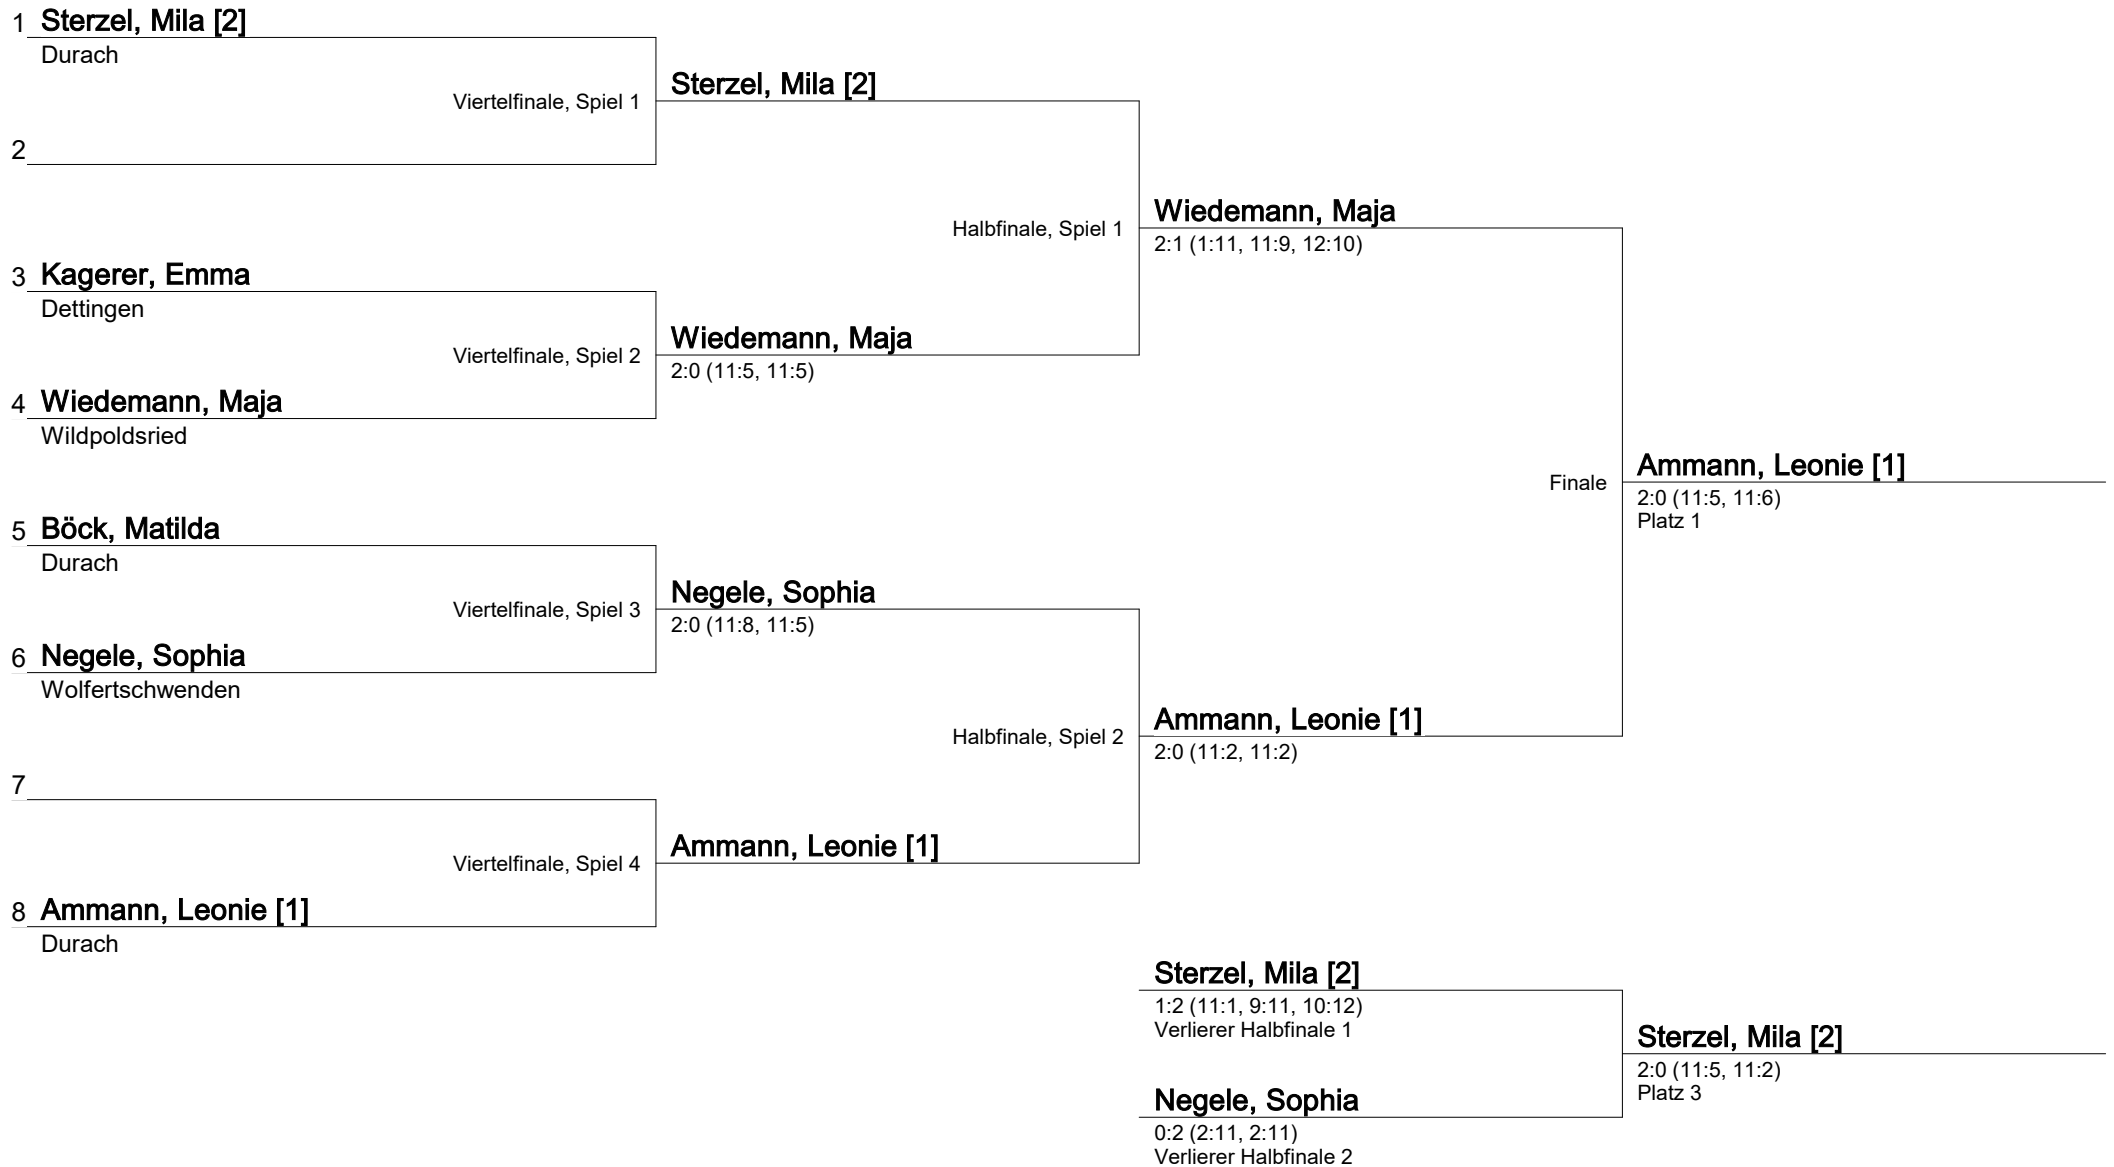 1 Sterzel, Mila [2]
Durach
Viertelfinale, Spiel 1
Sterzel, Mila [2]
2
Halbfinale, Spiel 1
Wiedemann, Maja
2:1 (1:11, 11:9, 12:10)
3 Kagerer, Emma
Dettingen
Viertelfinale, Spiel 2
Wiedemann, Maja
2:0 (11:5, 11:5)
4 Wiedemann, Maja
Wildpoldsried
Finale
Ammann, Leonie [1]
2:0 (11:5, 11:6)
Platz 1
5 Böck, Matilda
Durach
Viertelfinale, Spiel 3
Negele, Sophia
2:0 (11:8, 11:5)
6 Negele, Sophia
Wolfertschwenden
Halbfinale, Spiel 2
Ammann, Leonie [1]
2:0 (11:2, 11:2)
7
Viertelfinale, Spiel 4
Ammann, Leonie [1]
8 Ammann, Leonie [1]
Durach
Sterzel, Mila [2]
1:2 (11:1, 9:11, 10:12)
Verlierer Halbfinale 1
Sterzel, Mila [2]
2:0 (11:5, 11:2)
Platz 3
Negele, Sophia
0:2 (2:11, 2:11)
Verlierer Halbfinale 2